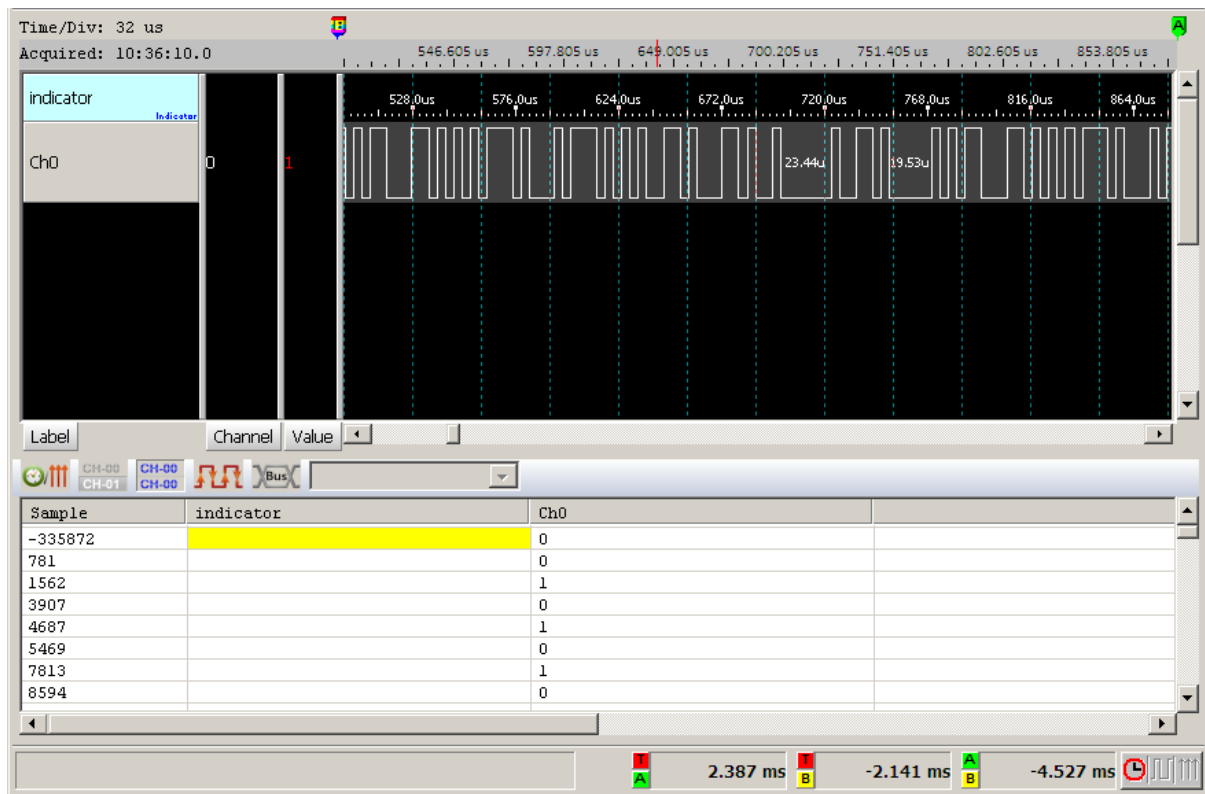 Time/Div: 32 us
B
A
Acquired: 10:36:10.0
546.605 us 597.805 us 649.005 us 700.205 us 751.405 us 802.605 us 853.805 us
indicator
Indicator
528.0us 576.0us 624.0us 672.0us 720.0us 768.0us 816.0us 864.0us
Ch0 0 1 23.44u 19.53u
Label Channel Value
CH-00 CH-00 Bus
CH-01 CH-00
Sample indicator Ch0
-335872 0
781 0
1562 1
3907 0
4687 1
5469 0
7813 1
8594 0
T A 2.387 ms T B -2.141 ms A B -4.527 ms